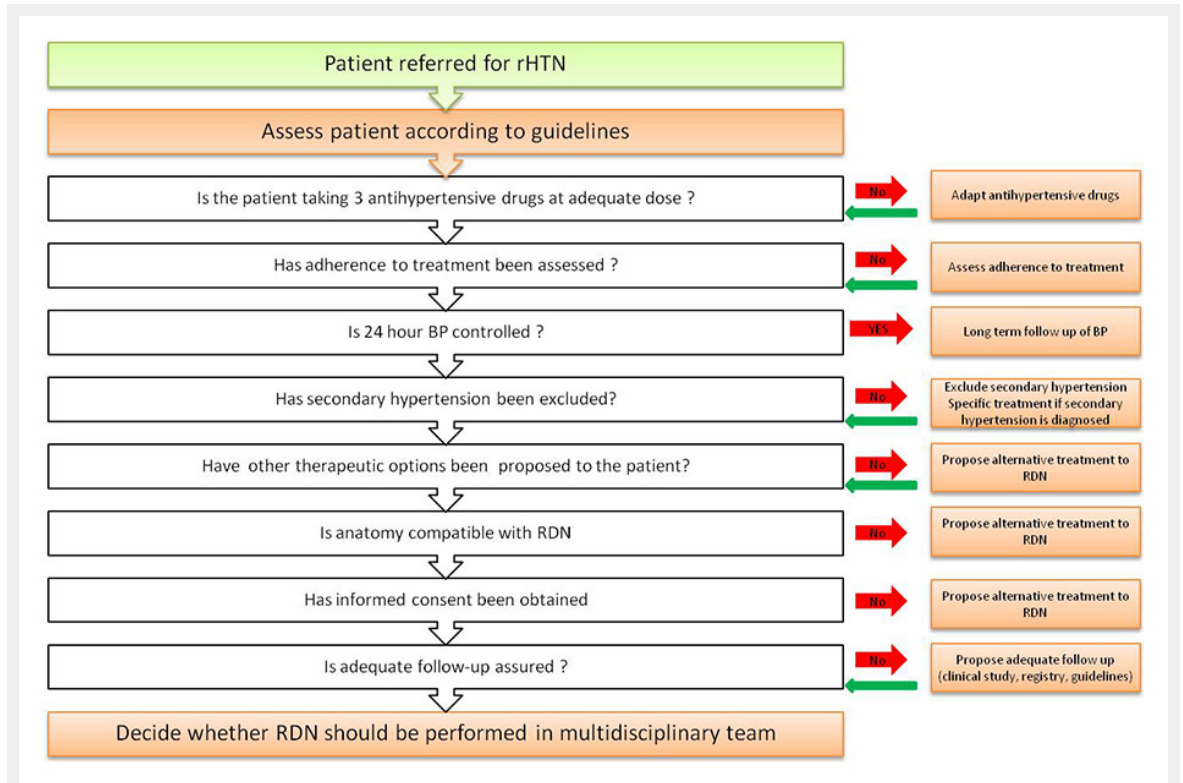 Patient referred for rHTN
Assess patient according to guidelines
Is the patient taking 3 antihypertensive drugs at adequate dose ?
No
Adapt antihypertensive drugs
Has adherence to treatment been assessed ?
No
Assess adherence to treatment
Is 24 hour BP controlled ?
YES
Long term follow up of BP
Has secondary hypertension been excluded?
No
Exclude secondary hypertension
Specific treatment if secondary
hypertension is diagnosed
Have other therapeutic options been proposed to the patient?
No
Propose alternative treatment to
RDN
Is anatomy compatible with RDN
No
Propose alternative treatment to
RDN
Has informed consent been obtained
No
Propose alternative treatment to
RDN
Is adequate follow-up assured ?
No
Propose adequate follow up
(clinical study, registry, guidelines)
Decide whether RDN should be performed in multidisciplinary team